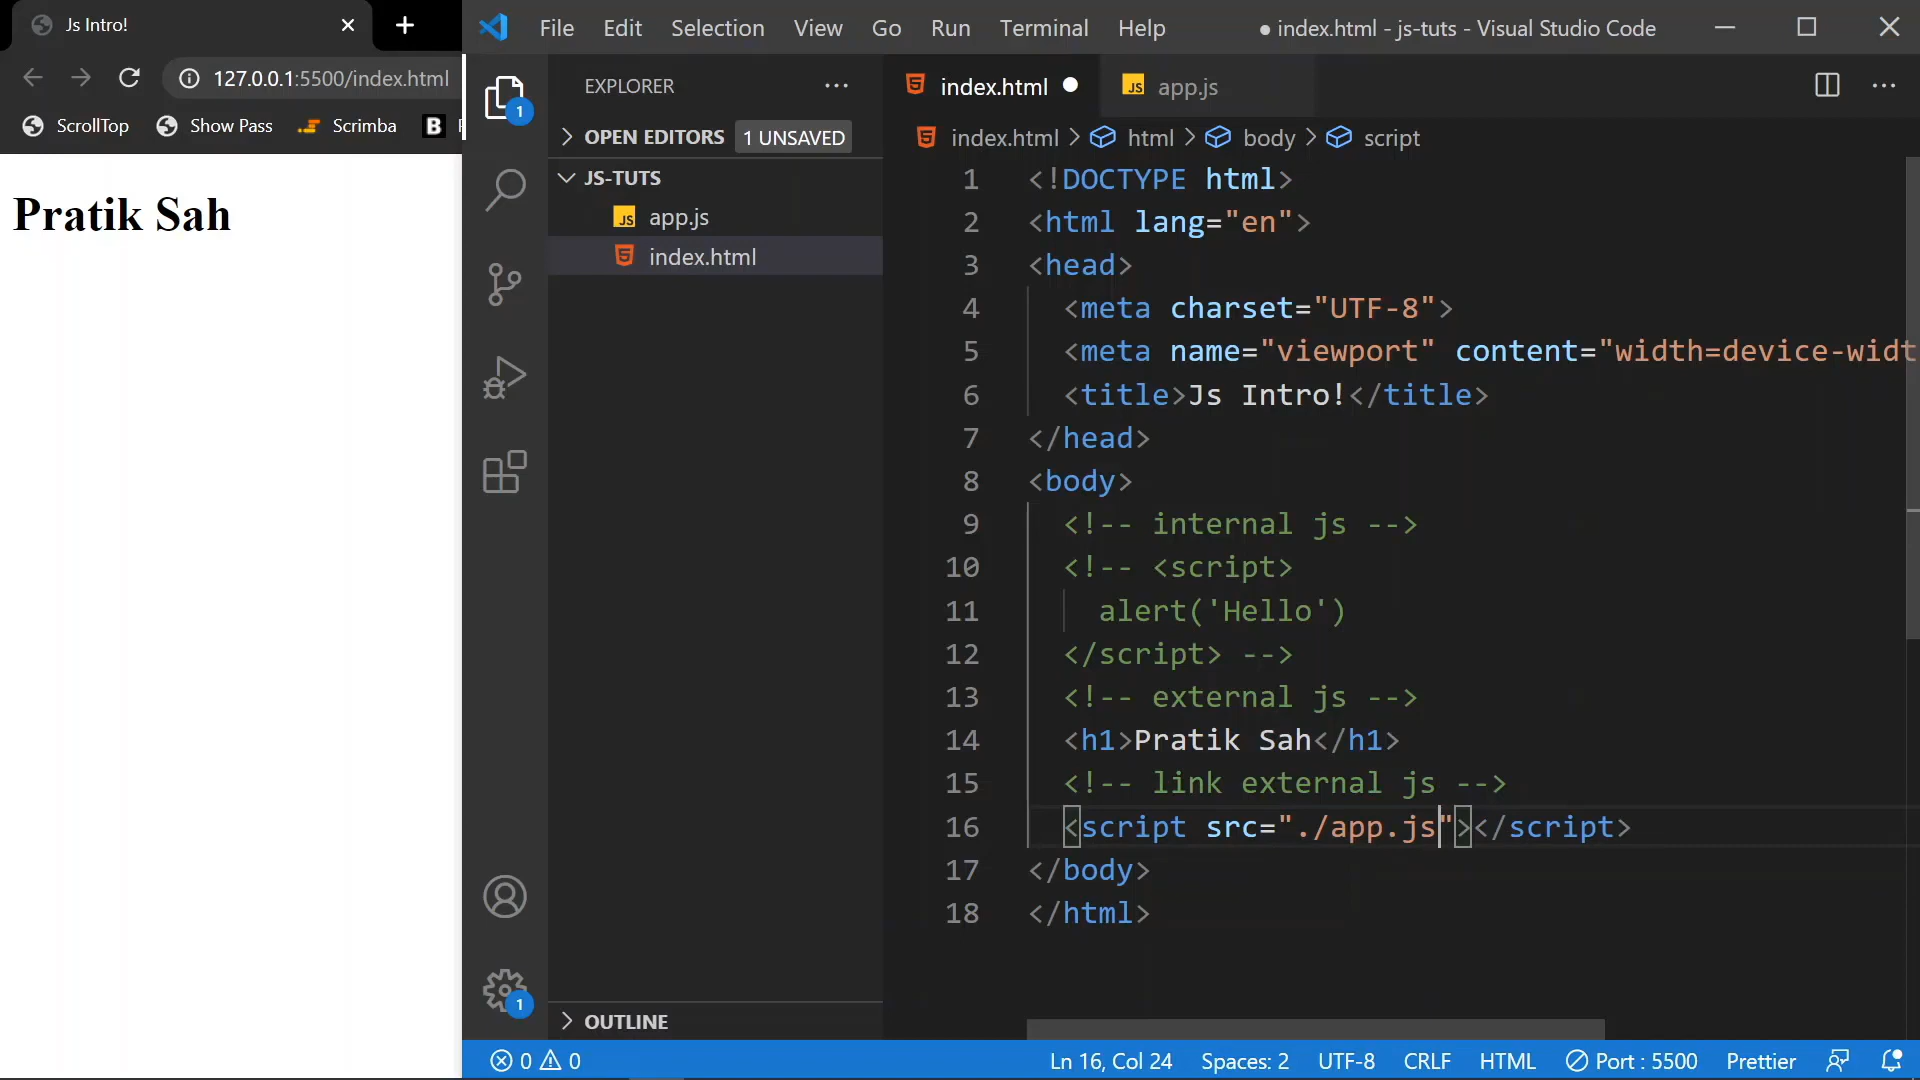 Js Intro!
File Edit Selection View Go Run Terminal Help ● index.html - js-tuts - Visual Studio Code
127.0.0.1:5500/index.html
ScrollTop Show Pass Scrimba B
Pratik Sah
1
1
EXPLORER
OPEN EDITORS 1 UNSAVED
JS-TUTS
JS app.js
index.html
OUTLINE
index.html ● JS app.js
index.html > html > body > script
1 <!DOCTYPE html>
2 <html lang="en">
3 <head>
4 <meta charset="UTF-8">
5 <meta name="viewport" content="width=device-widt
6 <title>Js Intro!</title>
7 </head>
8 <body>
9 <!-- internal js -->
10 <!-- <script>
11 alert('Hello')
12 </script> -->
13 <!-- external js -->
14 <h1>Pratik Sah</h1>
15 <!-- link external js -->
16 <script src="./app.js"></script>
17 </body>
18 </html>
0 0 Ln 16, Col 24 Spaces: 2 UTF-8 CRLF HTML Port : 5500 Prettier